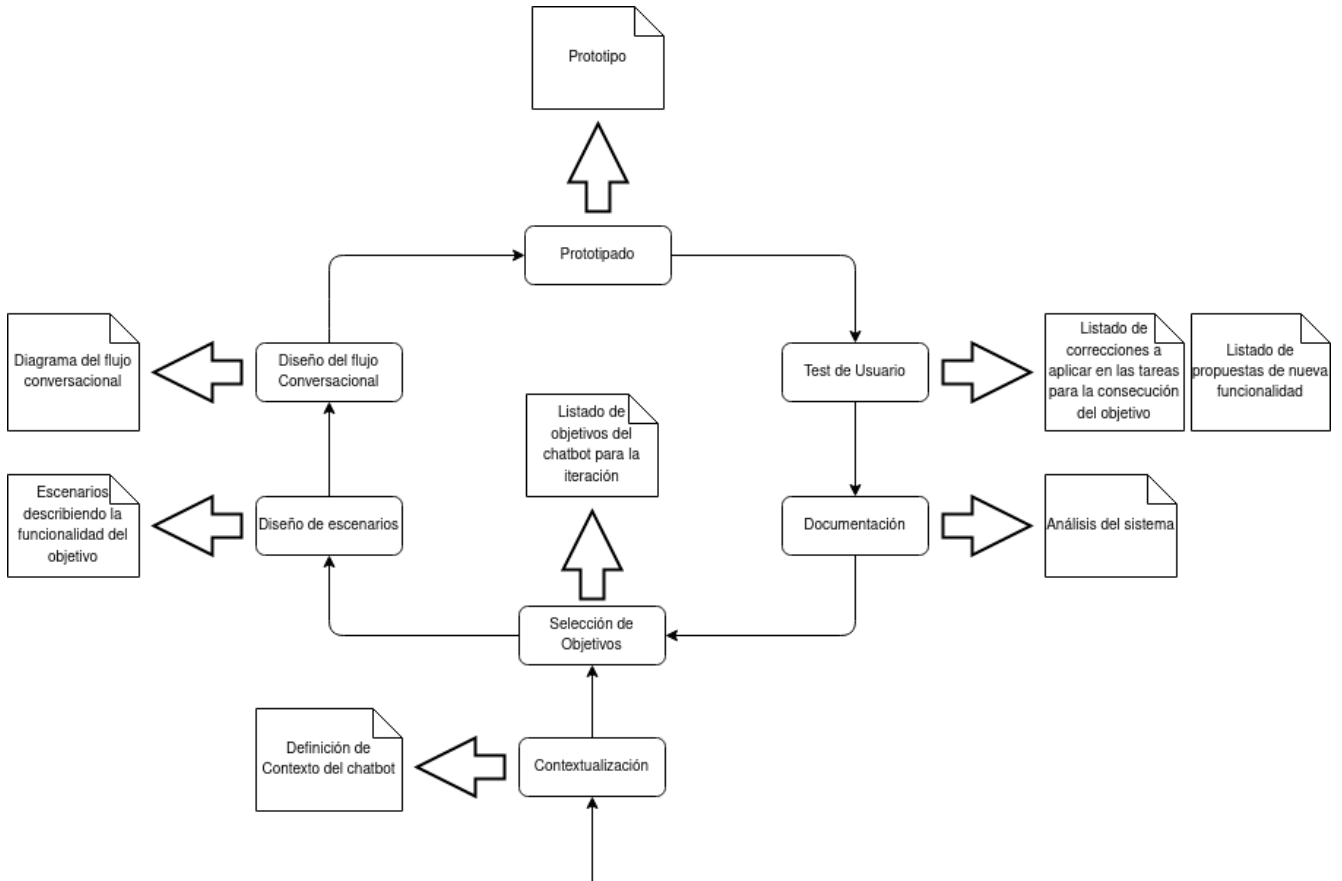 Prototipo
Prototipado
Diagrama del flujo
conversacional
Diseño del flujo
Conversacional
Test de Usuario
Listado de
correcciones a
aplicar en las tareas
para la consecución
del objetivo
Listado de
propuestas de nueva
funcionalidad
Listado de
objetivos del
chatbot para la
iteración
Escenarios
describiendo la
funcionalidad del
objetivo
Diseño de escenarios
Documentación
Análisis del sistema
Selección de
Objetivos
Definición de
Contexto del chatbot
Contextualización